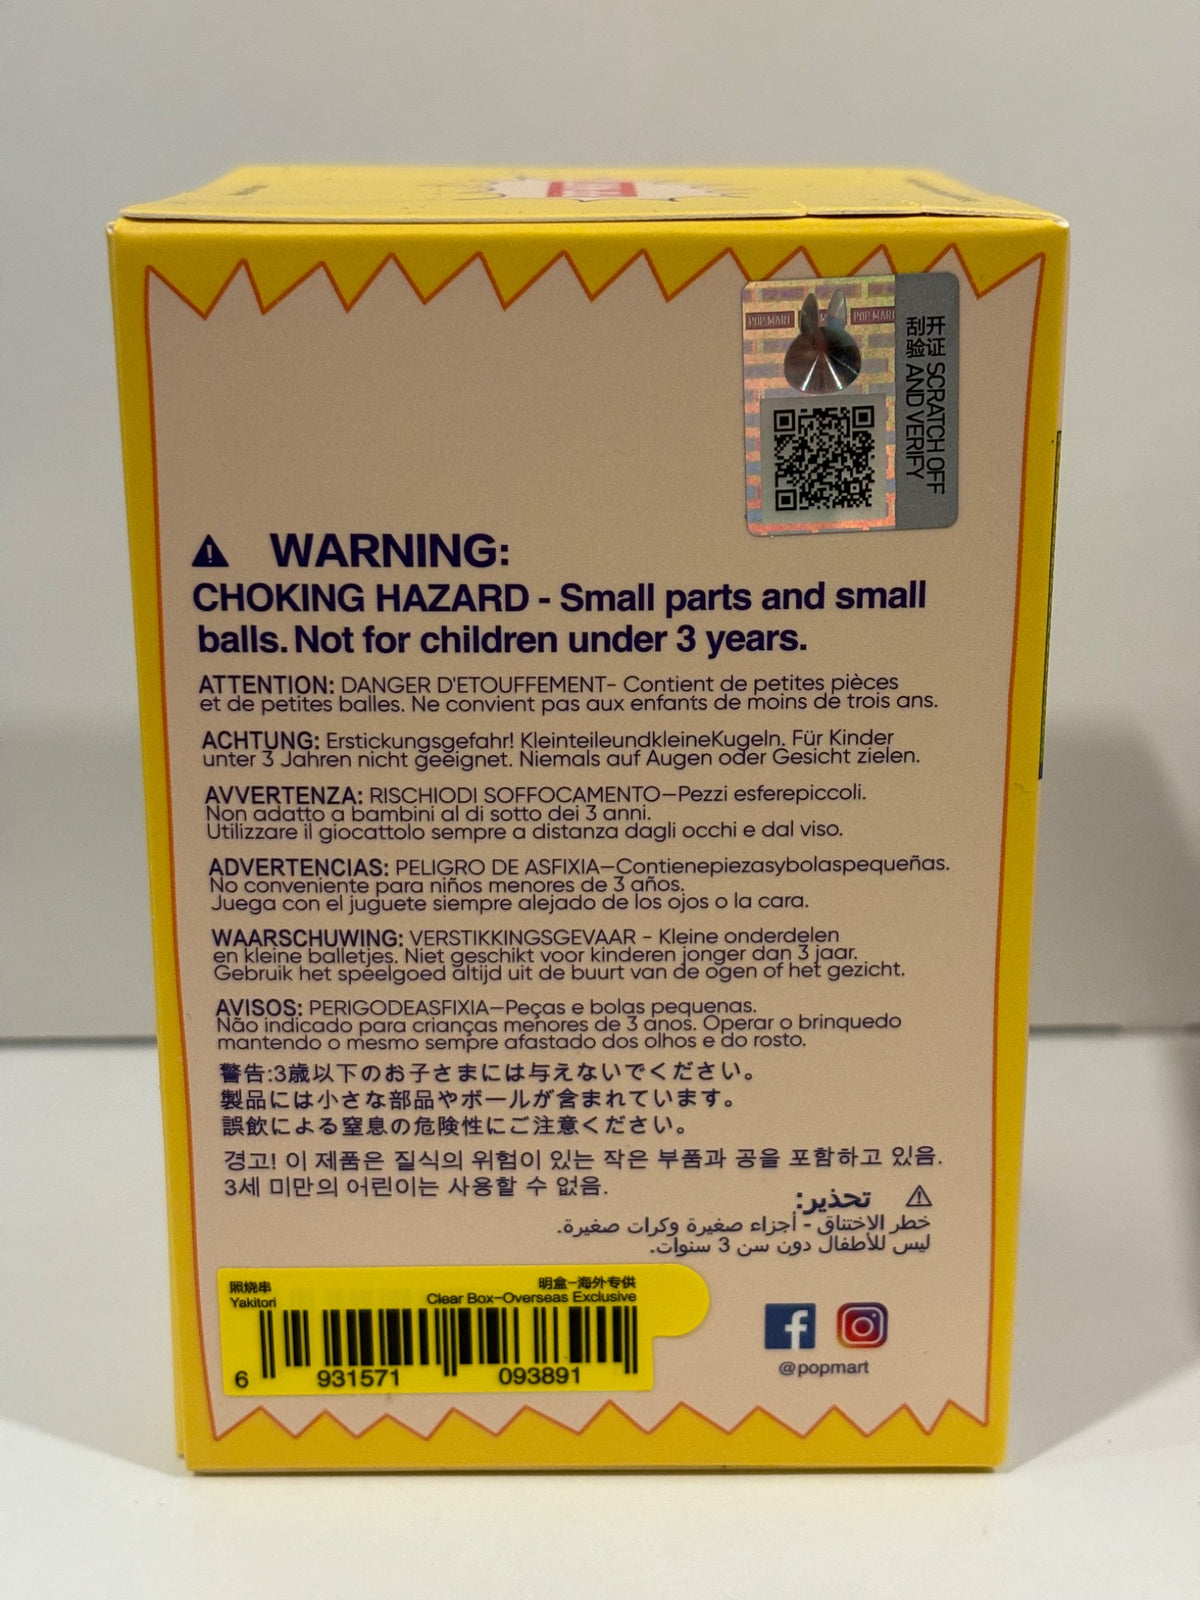 POP MART
POP MART
开证 SCRATCH OFF
刮验 AND VERIFY
WARNING:
CHOKING HAZARD - Small parts and small
balls. Not for children under 3 years.
ATTENTION: DANGER D'ETOUFFEMENT- Contient de petites pièces
et de petites balles. Ne convient pas aux enfants de moins de trois ans.
ACHTUNG: Erstickungsgefahr! KleinteileundkleineKugeln. Für Kinder
unter 3 Jahren nicht geeignet. Niemals auf Augen oder Gesicht zielen.
AVVERTENZA: RISCHIODI SOFFOCAMENTO—Pezzi esferepiccoli.
Non adatto a bambini al di sotto dei 3 anni.
Utilizzare il giocattolo sempre a distanza dagli occhi e dal viso.
ADVERTENCIAS: PELIGRO DE ASFIXIA—Contienepiezasybolaspequeñas.
No conveniente para niños menores de 3 años.
Juega con el juguete siempre alejado de los ojos o la cara.
WAARSCHUWING: VERSTIKKINGSGEVAAR - Kleine onderdelen
en kleine balletjes. Niet geschikt voor kinderen jonger dan 3 jaar.
Gebruik het speelgoed altijd uit de buurt van de ogen of het gezicht.
AVISOS: PERIGODEASFIXIA—Peças e bolas pequenas.
Não indicado para crianças menores de 3 anos. Operar o brinquedo
mantendo o mesmo sempre afastado dos olhos e do rosto.
警告:3歳以下のお子さまには与えないでください。
製品には小さな部品やボールが含まれています。
誤飲による窒息の危険性にご注意ください。
경고! 이 제품은 질식의 위험이 있는 작은 부품과 공을 포함하고 있음.
3세 미만의 어린이는 사용할 수 없음.
تحذير:
خطر الاختناق - أجزاء صغيرة وكرات صغيرة.
ليس للأطفال دون سن 3 سنوات.
照烧串 明盒—海外专供
Yakitori Clear Box—Overseas Exclusive
6 931571 093891
@popmart